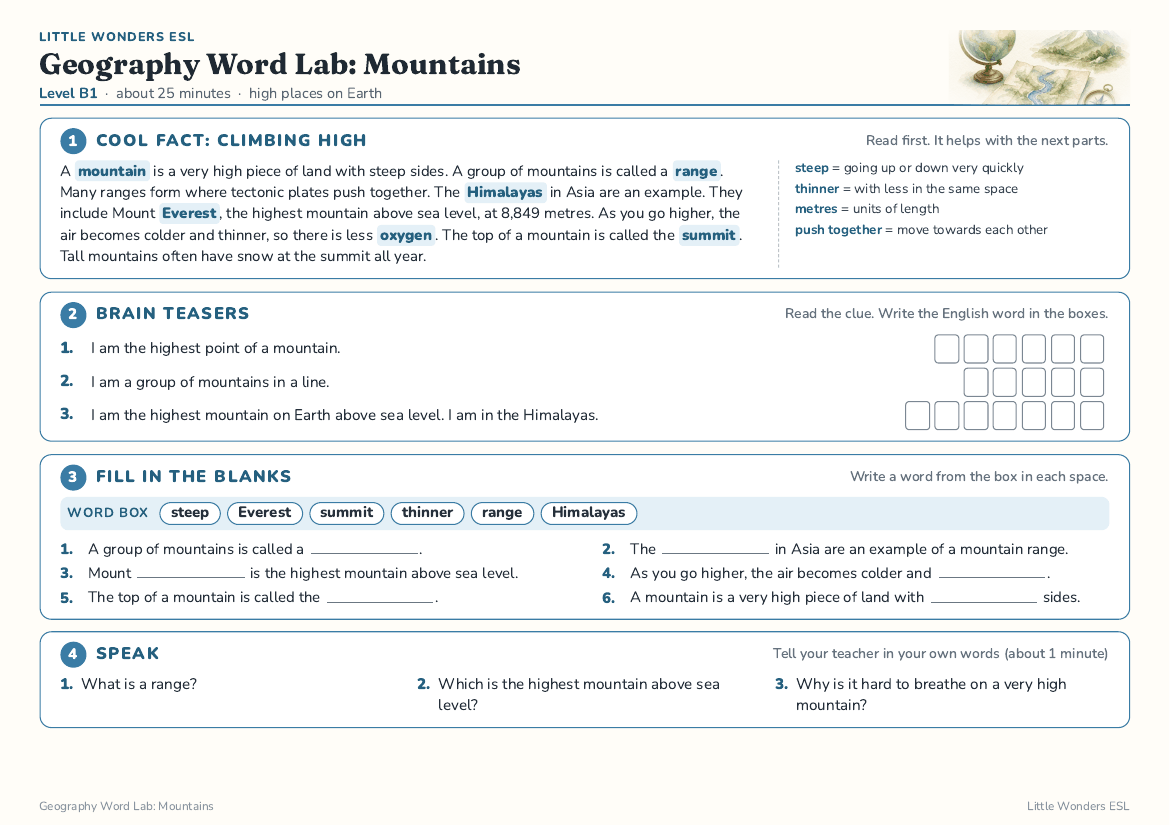 LITTLE WONDERS ESL
Geography Word Lab: Mountains
Level B1 · about 25 minutes · high places on Earth
1 COOL FACT: CLIMBING HIGH
Read first. It helps with the next parts.
A mountain is a very high piece of land with steep sides. A group of mountains is called a range.
Many ranges form where tectonic plates push together. The Himalayas in Asia are an example. They
include Mount Everest, the highest mountain above sea level, at 8,849 metres. As you go higher, the
air becomes colder and thinner, so there is less oxygen. The top of a mountain is called the summit.
Tall mountains often have snow at the summit all year.
steep = going up or down very quickly
thinner = with less in the same space
metres = units of length
push together = move towards each other
2 BRAIN TEASERS
Read the clue. Write the English word in the boxes.
1. I am the highest point of a mountain.
2. I am a group of mountains in a line.
3. I am the highest mountain on Earth above sea level. I am in the Himalayas.
3 FILL IN THE BLANKS
Write a word from the box in each space.
WORD BOX steep Everest summit thinner range Himalayas
1. A group of mountains is called a ____________.
2. The ____________ in Asia are an example of a mountain range.
3. Mount ____________ is the highest mountain above sea level.
4. As you go higher, the air becomes colder and ____________.
5. The top of a mountain is called the ____________.
6. A mountain is a very high piece of land with ____________ sides.
4 SPEAK
Tell your teacher in your own words (about 1 minute)
1. What is a range?
2. Which is the highest mountain above sea
level?
3. Why is it hard to breathe on a very high
mountain?
Geography Word Lab: Mountains
Little Wonders ESL